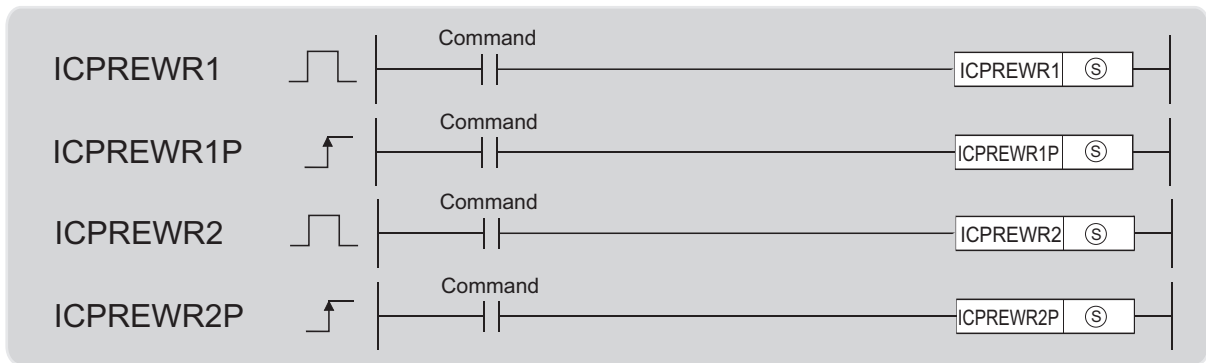 Command
ICPREWR1 ICPREWR1 Ⓢ
Command
ICPREWR1P ICPREWR1P Ⓢ
Command
ICPREWR2 ICPREWR2 Ⓢ
Command
ICPREWR2P ICPREWR2P Ⓢ